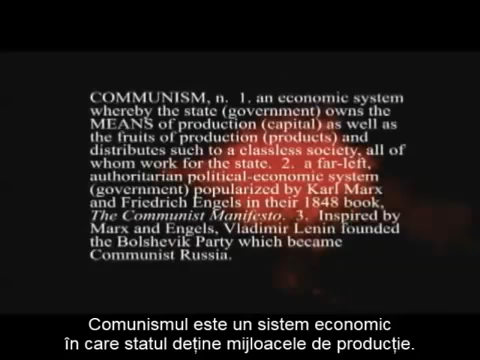 COMMUNISM, n. 1. an economic system
whereby the state (government) owns the
MEANS of production (capital) as well as
the fruits of production (products) and
distributes such to a classless society, all of
whom work for the state. 2. a far-left,
authoritarian political-economic system
(government) popularized by Karl Marx
and Friedrich Engels in their 1848 book,
The Communist Manifesto. 3. Inspired by
Marx and Engels, Vladimir Lenin founded
the Bolshevik Party which became
Communist Russia.
Comunismul este un sistem economic
în care statul deține mijloacele de producție.